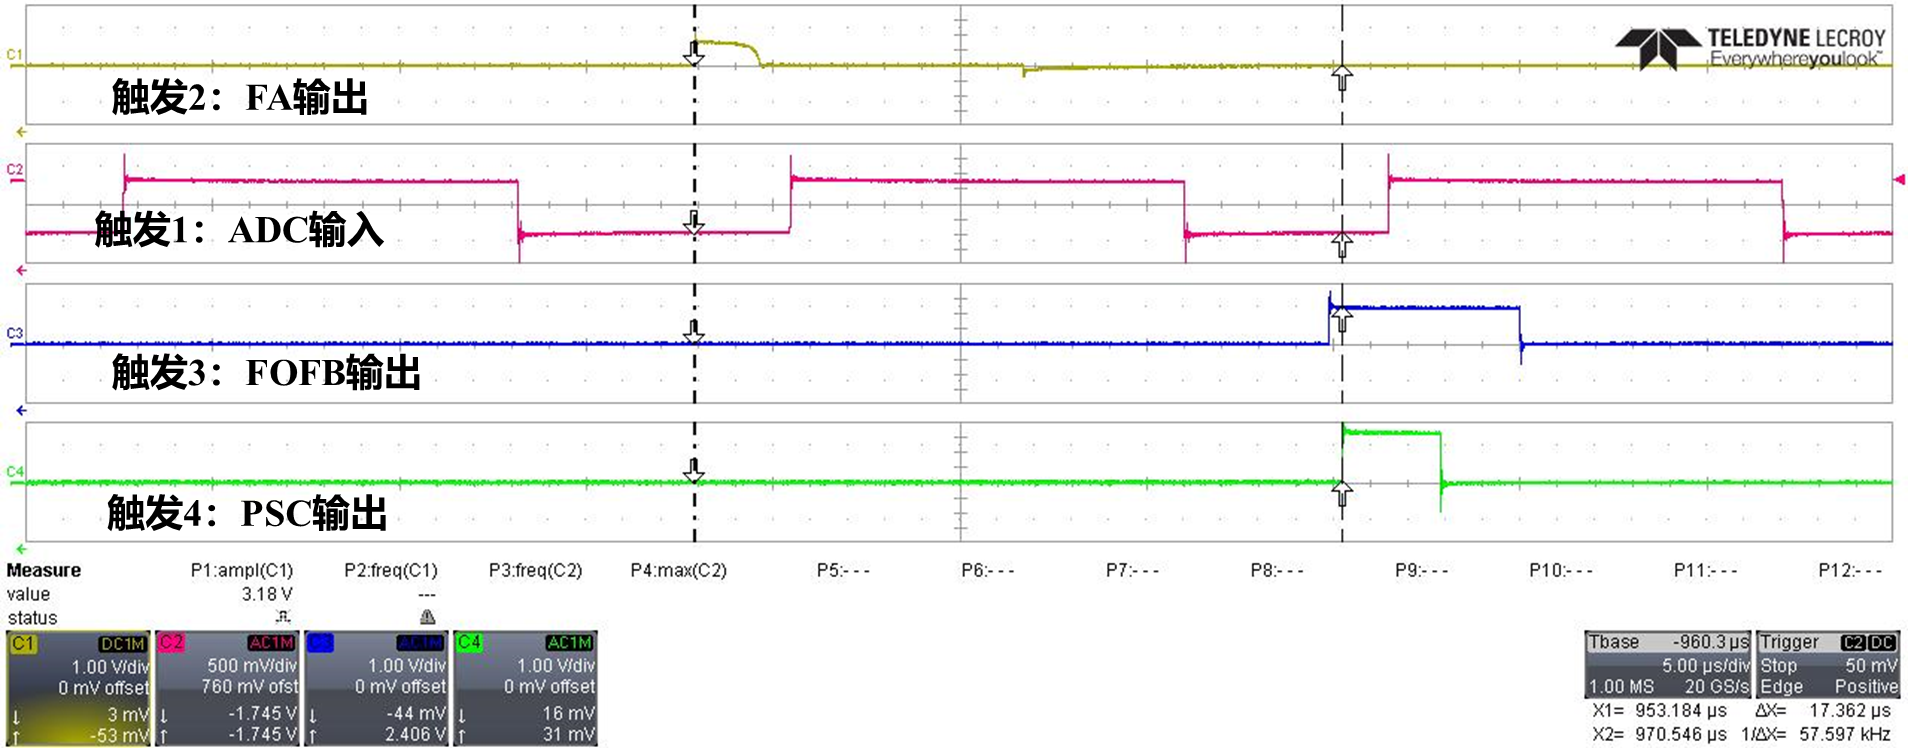 C1
TELEDYNE LECROY
Everywhereyoulook™
触发2：FA输出
C2
触发1：ADC输入
C3
触发3：FOFB输出
C4
触发4：PSC输出
Measure P1:ampl(C1) P2:freq(C1) P3:freq(C2) P4:max(C2) P5:- - - P6:- - - P7:- - - P8:- - - P9:- - - P10:- - - P11:- - - P12:- - -
value 3.18 V ---
status
C1 DC1M C2 AC1M C3 AC1M C4 AC1M Tbase -960.3 µs Trigger C2 DC
1.00 V/div 500 mV/div 1.00 V/div 1.00 V/div 5.00 µs/div Stop 50 mV
0 mV offset 760 mV ofst 0 mV offset 0 mV offset 1.00 MS 20 GS/s Edge Positive
3 mV -1.745 V -44 mV 16 mV X1= 953.184 µs ΔX= 17.362 µs
-53 mV -1.745 V 2.406 V 31 mV X2= 970.546 µs 1/ΔX= 57.597 kHz